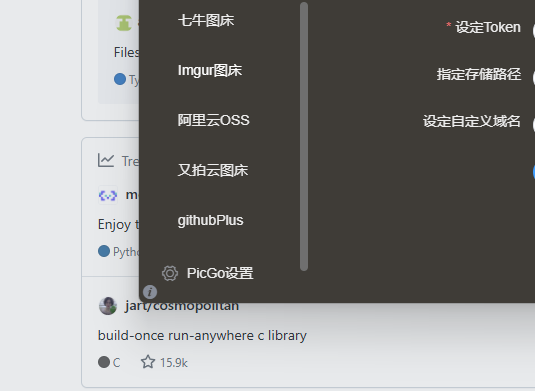 七牛图床
* 设定Token
Files
Imgur图床
指定存储路径
Ty
阿里云OSS
设定自定义域名
Tre
又拍云图床
m
Enjoy t
githubPlus
Pytho
PicGo设置
jart/cosmopolitan
build-once run-anywhere c library
C
15.9k